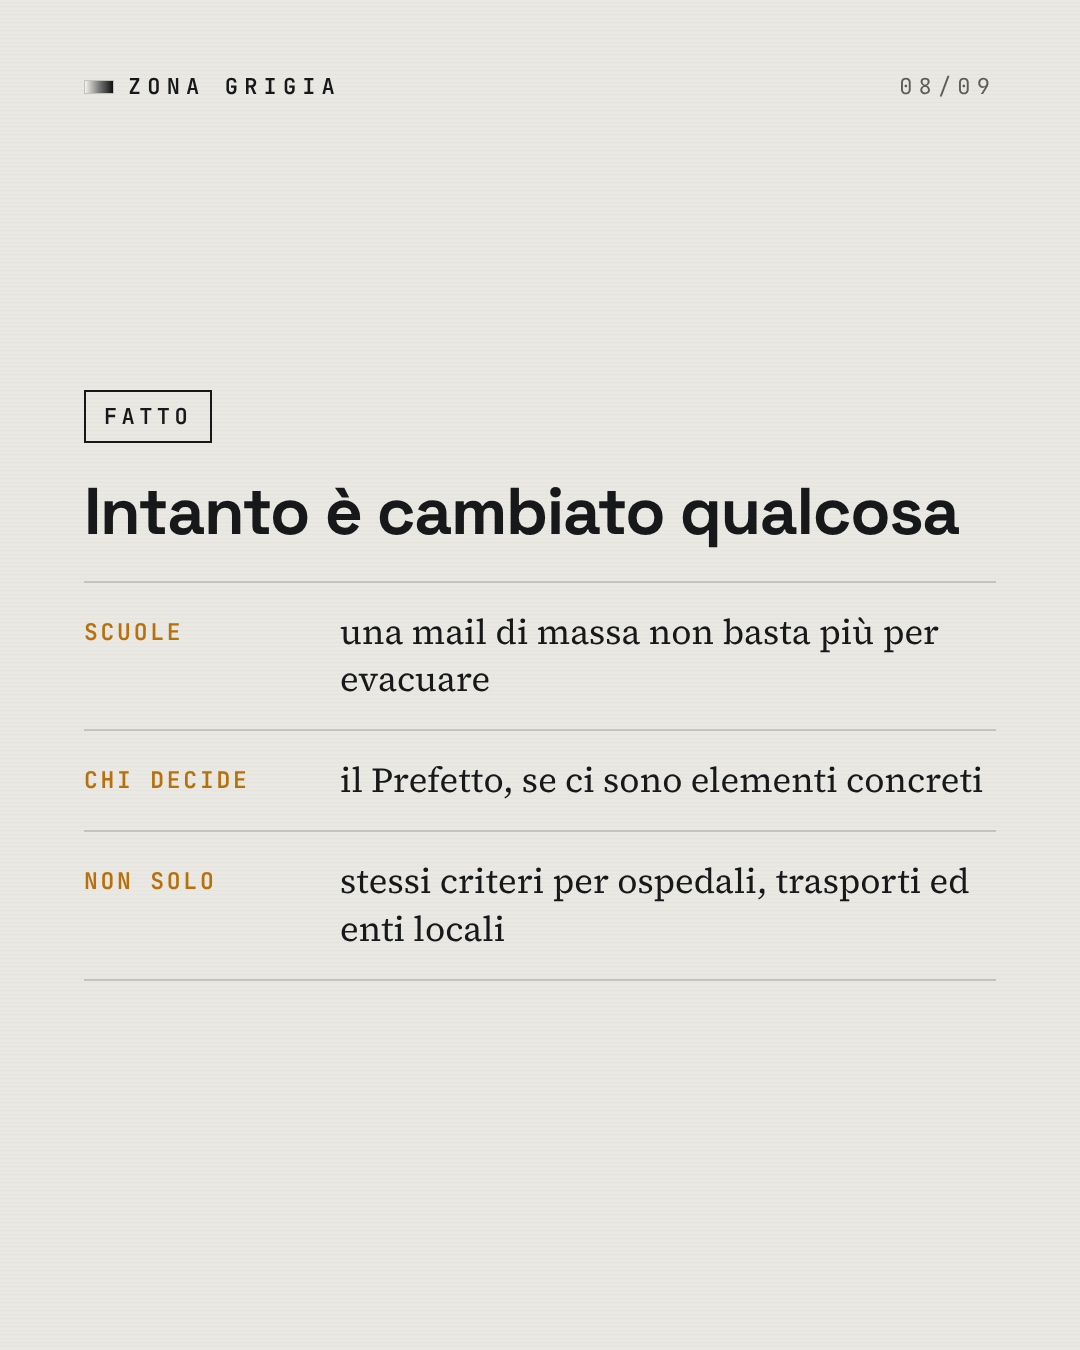 ZONA GRIGIA
08/09
FATTO
Intanto è cambiato qualcosa
SCUOLE
una mail di massa non basta più per
evacuare
CHI DECIDE
il Prefetto, se ci sono elementi concreti
NON SOLO
stessi criteri per ospedali, trasporti ed
enti locali